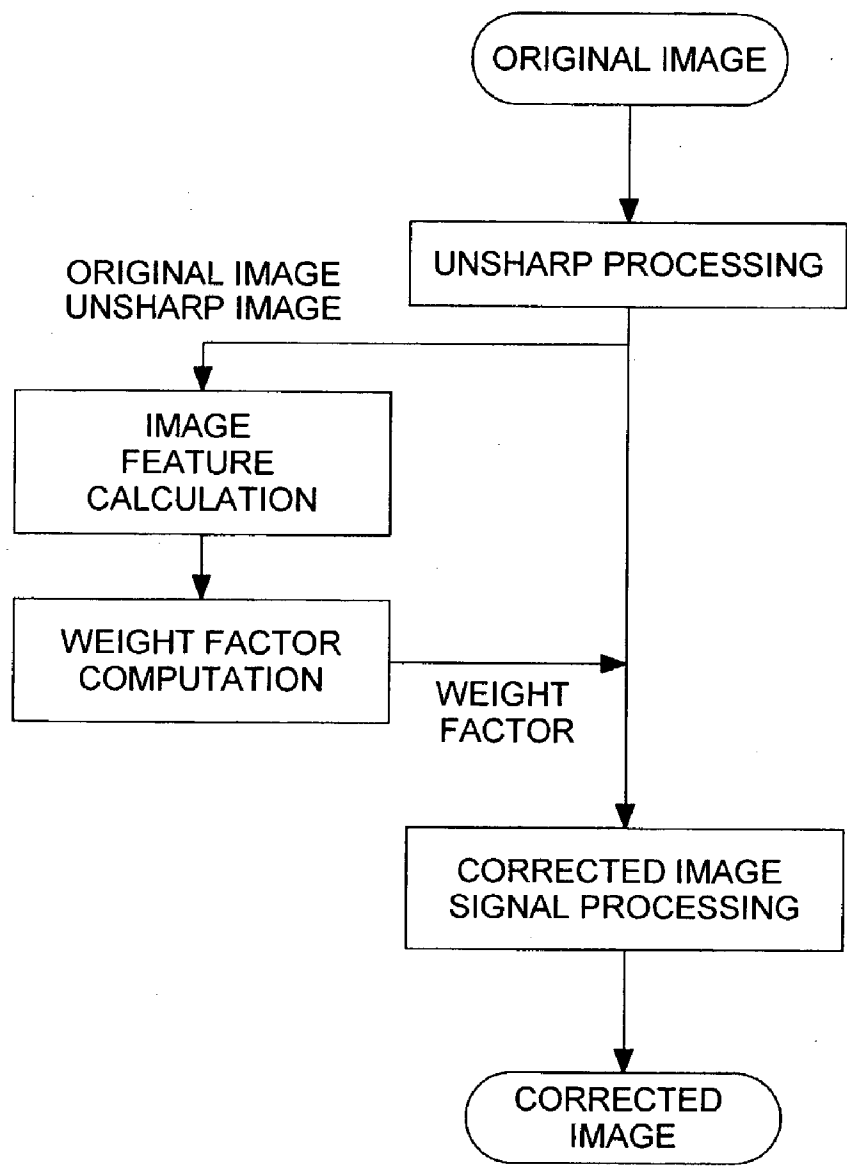 ORIGINAL IMAGE
UNSHARP PROCESSING
ORIGINAL IMAGE
UNSHARP IMAGE
IMAGE
FEATURE
CALCULATION
WEIGHT FACTOR
COMPUTATION
WEIGHT
FACTOR
CORRECTED IMAGE
SIGNAL PROCESSING
CORRECTED
IMAGE